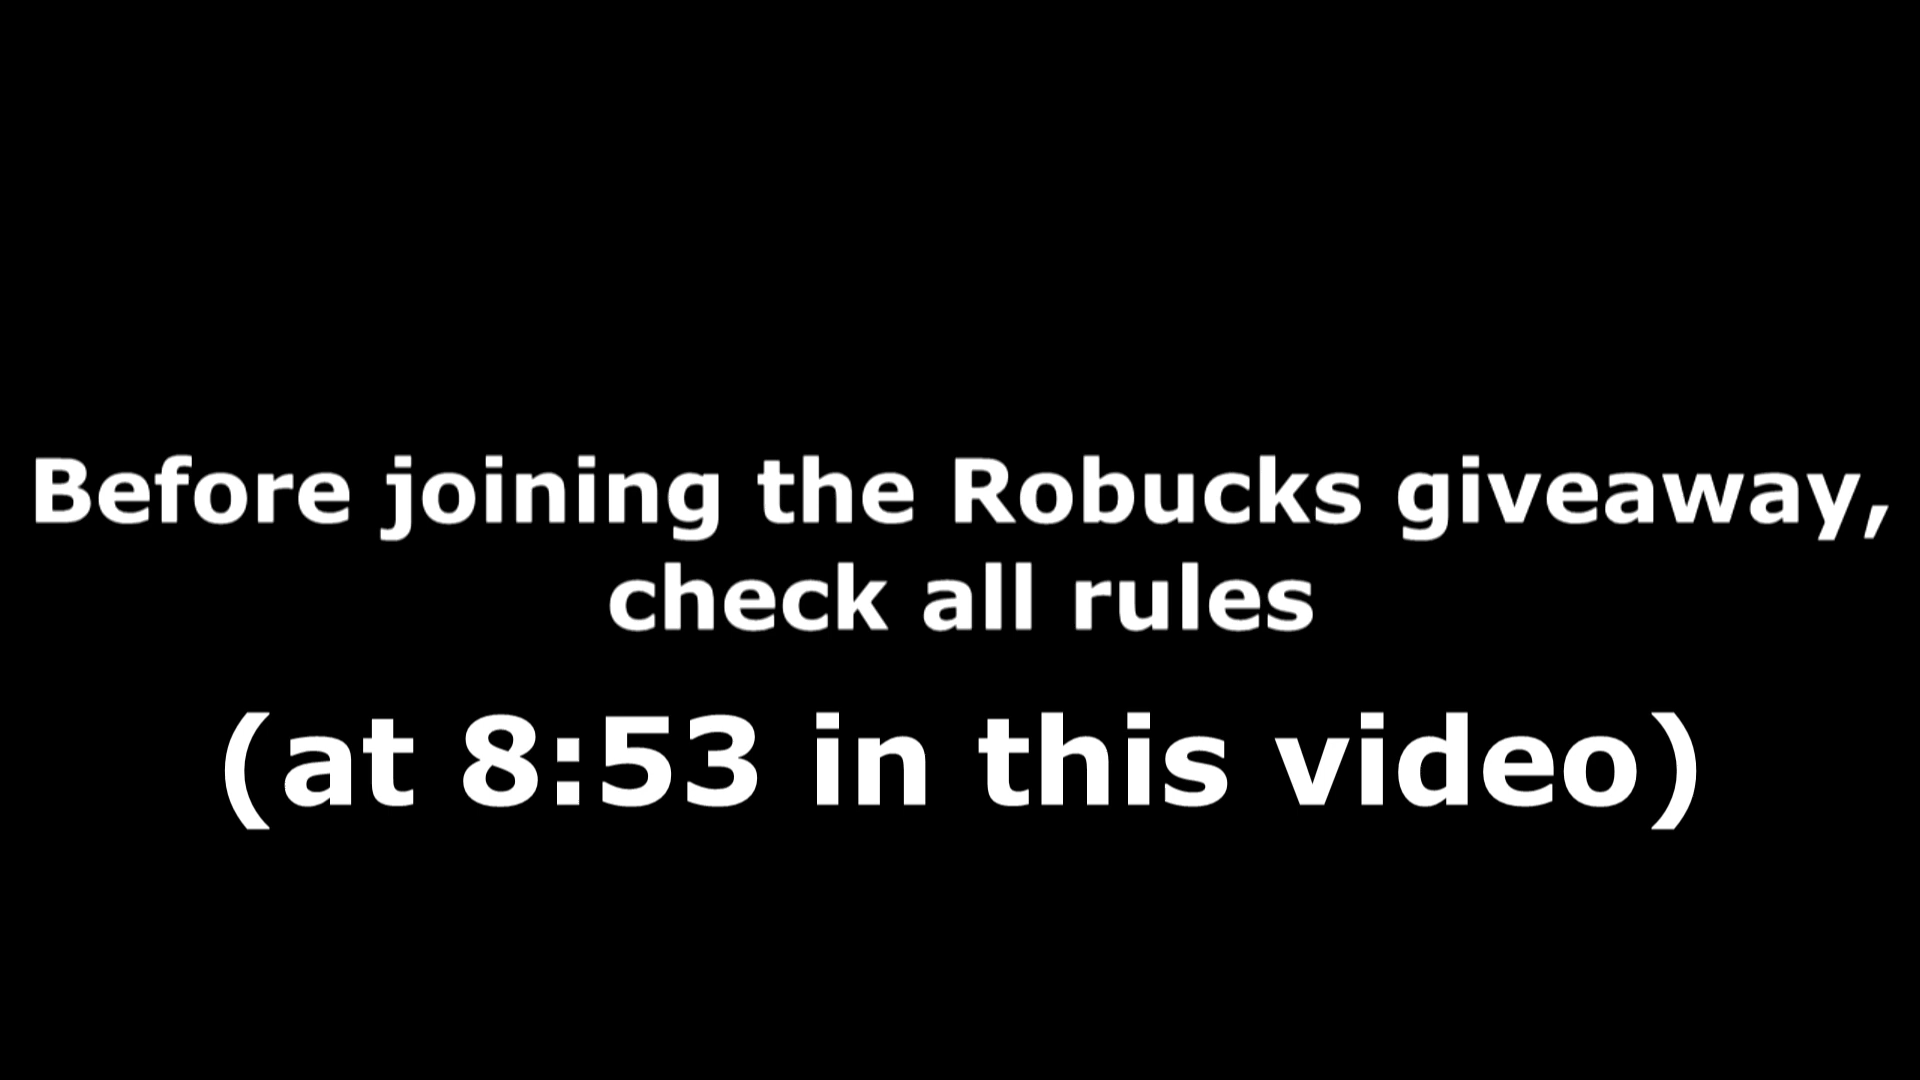 Before joining the Robucks giveaway,
check all rules
(at 8:53 in this video)